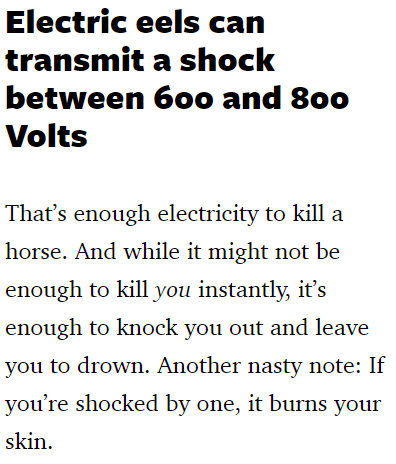 Electric eels can
transmit a shock
between 600 and 800
Volts
That’s enough electricity to kill a
horse. And while it might not be
enough to kill you instantly, it’s
enough to knock you out and leave
you to drown. Another nasty note: If
you’re shocked by one, it burns your
skin.